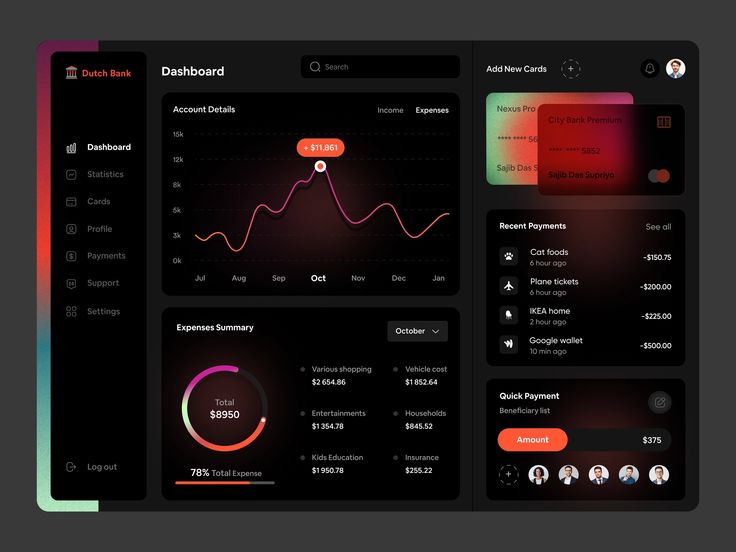 Dutch Bank
Dashboard
Statistics
Cards
Profile
Payments
Support
Settings
Log out
Dashboard
Search
Account Details
Income
Expenses
15k
12k
8k
5k
3k
0k
+ $11,861
Jul Aug Sep Oct Nov Dec Jan
Expenses Summary
October
Total
$8950
78% Total Expense
Various shopping
$2 654.86
Vehicle cost
$1 852.64
Entertainments
$1 354.78
Households
$845.52
Kids Education
$1 950.78
Insurance
$255.22
Add New Cards
+
Nexus Pro
**** **** 56
Sajib Das S
City Bank Premium
**** **** 5852
Sajib Das Supriyo
Recent Payments
See all
Cat foods
6 hour ago
-$150.75
Plane tickets
6 hour ago
-$200.00
IKEA home
2 hour ago
-$225.00
Google wallet
10 min ago
-$500.00
Quick Payment
Beneficiary list
Amount
$375
+